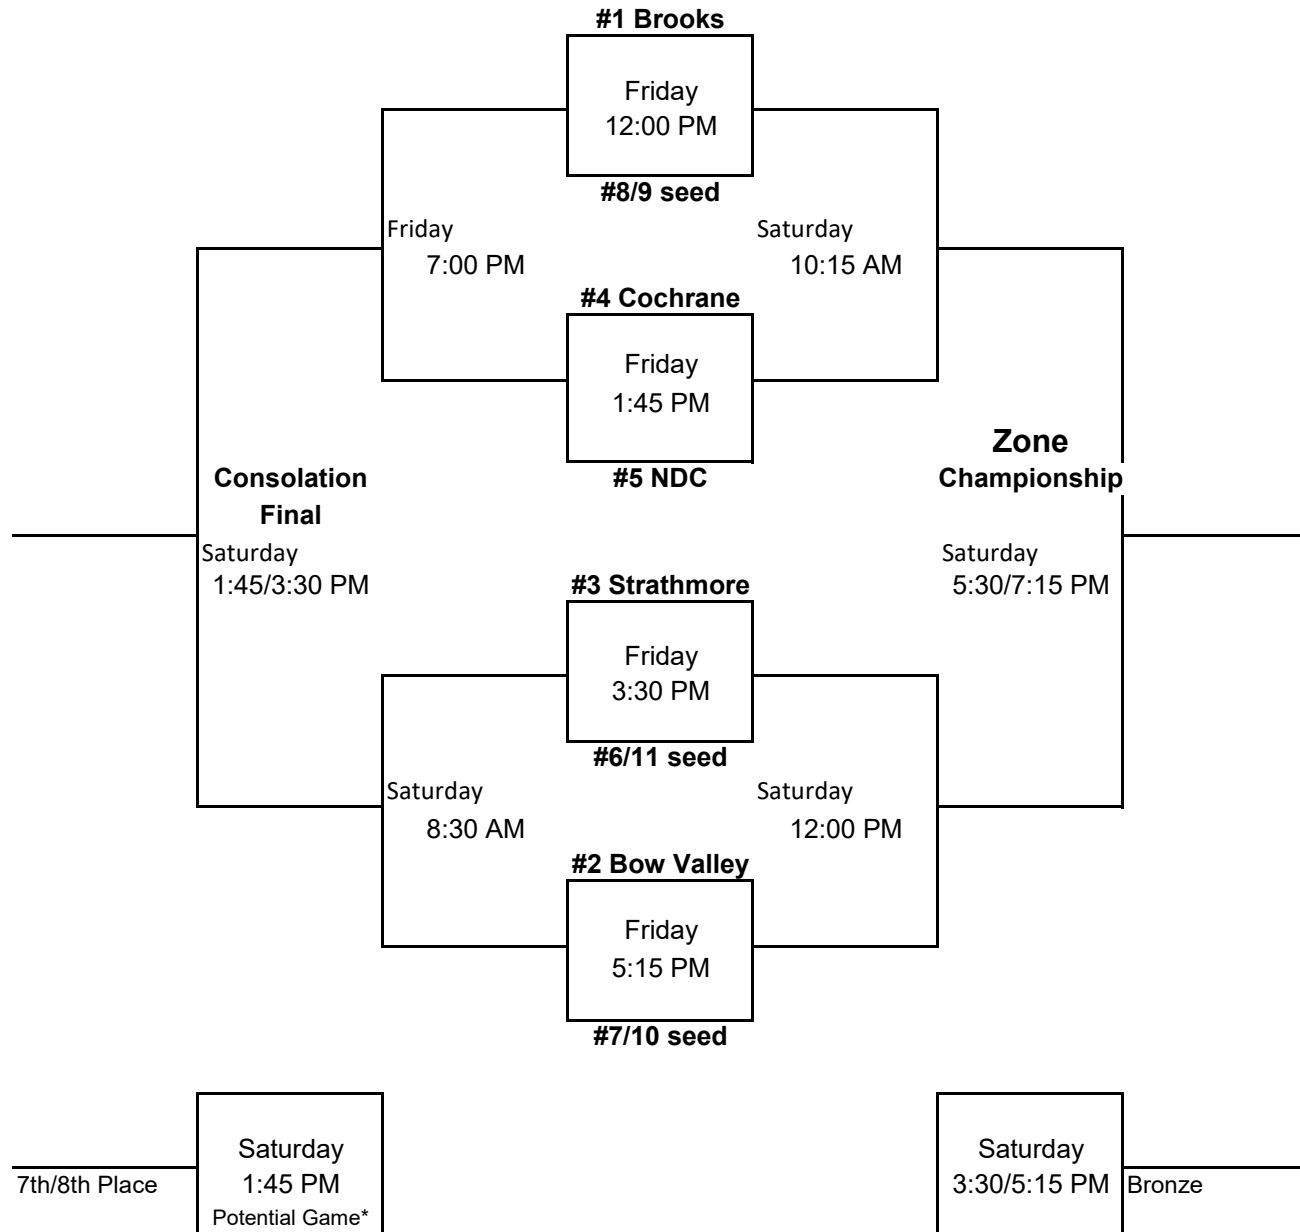 #1 Brooks
Friday
12:00 PM
#8/9 seed
Friday
7:00 PM
Saturday
10:15 AM
#4 Cochrane
Friday
1:45 PM
#5 NDC
Zone
Championship
Consolation
Final
Saturday
1:45/3:30 PM
Saturday
5:30/7:15 PM
#3 Strathmore
Friday
3:30 PM
#6/11 seed
Saturday
8:30 AM
Saturday
12:00 PM
#2 Bow Valley
Friday
5:15 PM
#7/10 seed
7th/8th Place
Saturday
1:45 PM
Potential Game*
Saturday
3:30/5:15 PM
Bronze